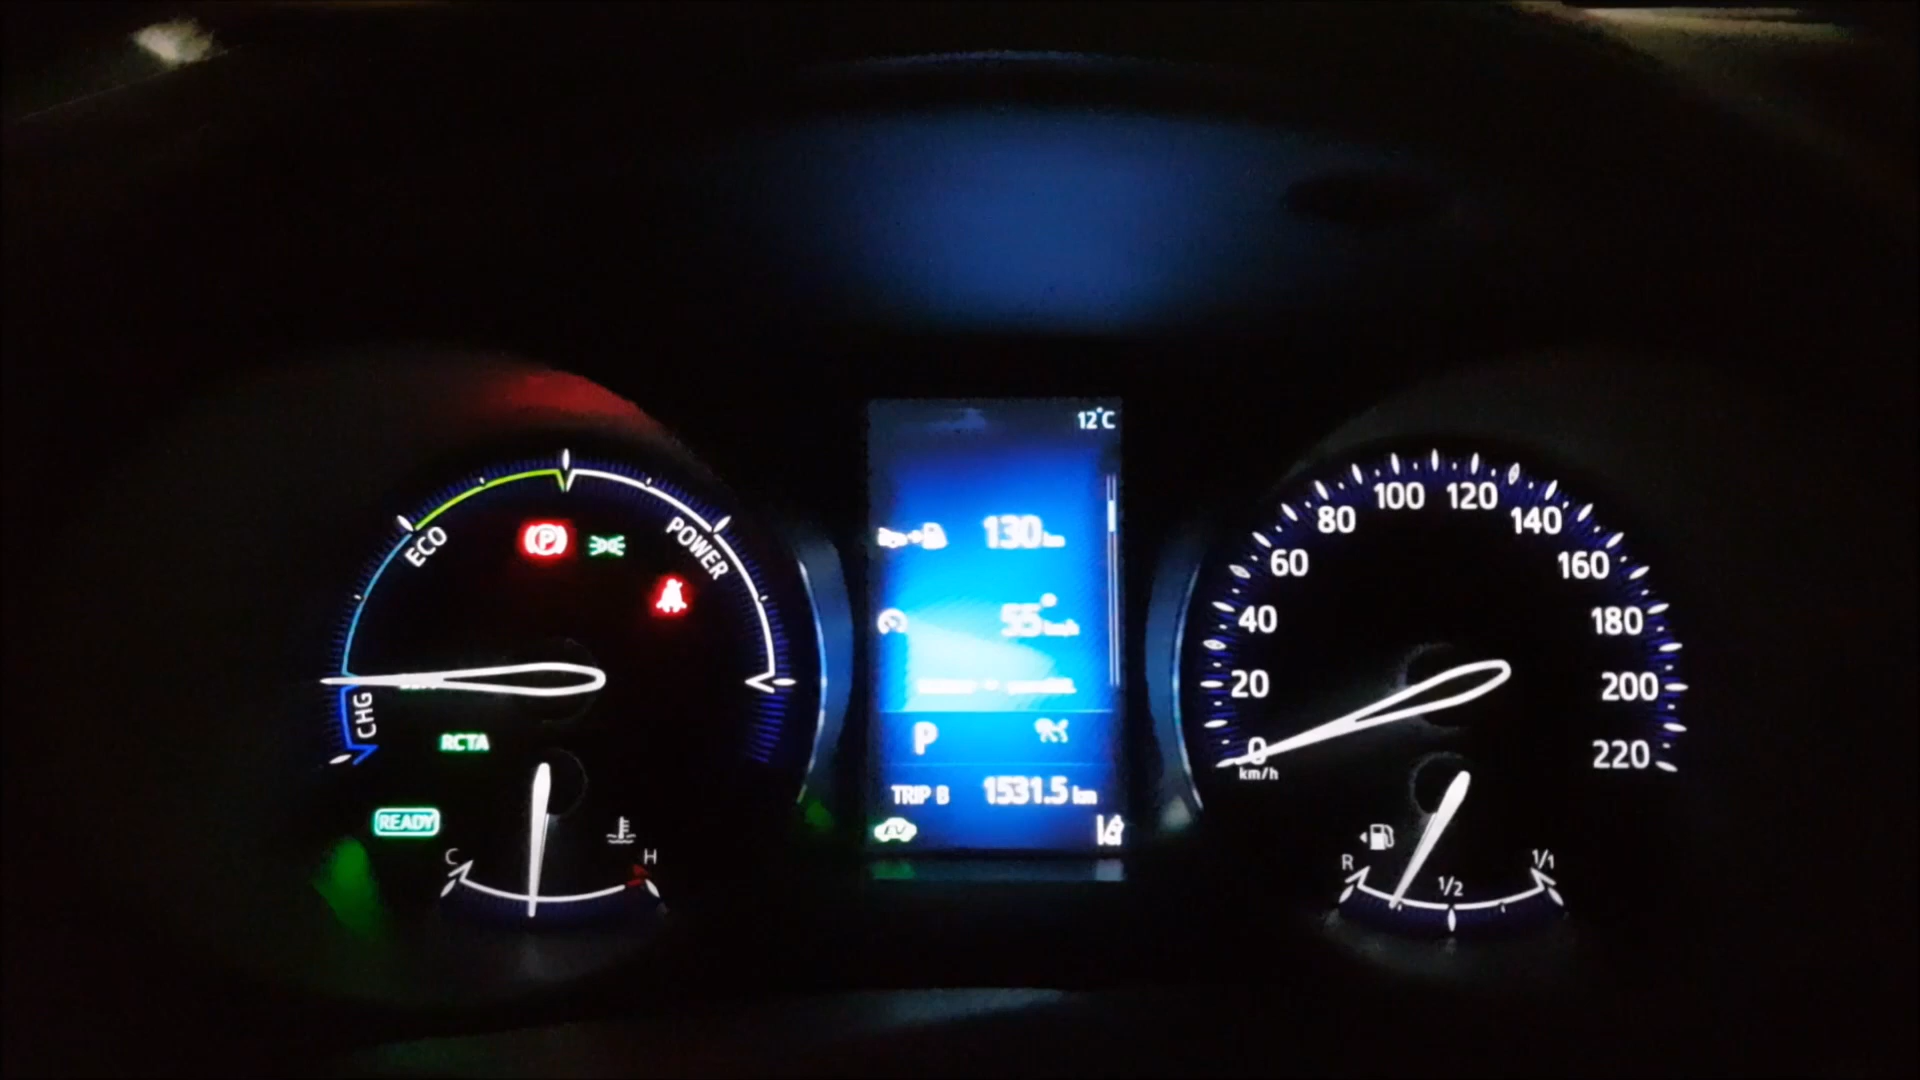 12°C
ECO
POWER
CHG
P
RCTA
READY
C
H
130 km
55 km/h
P
TRIP B 1531.5 km
EV
0
20
40
60
80
100
120
140
160
180
200
220
km/h
R
1/2
1/1